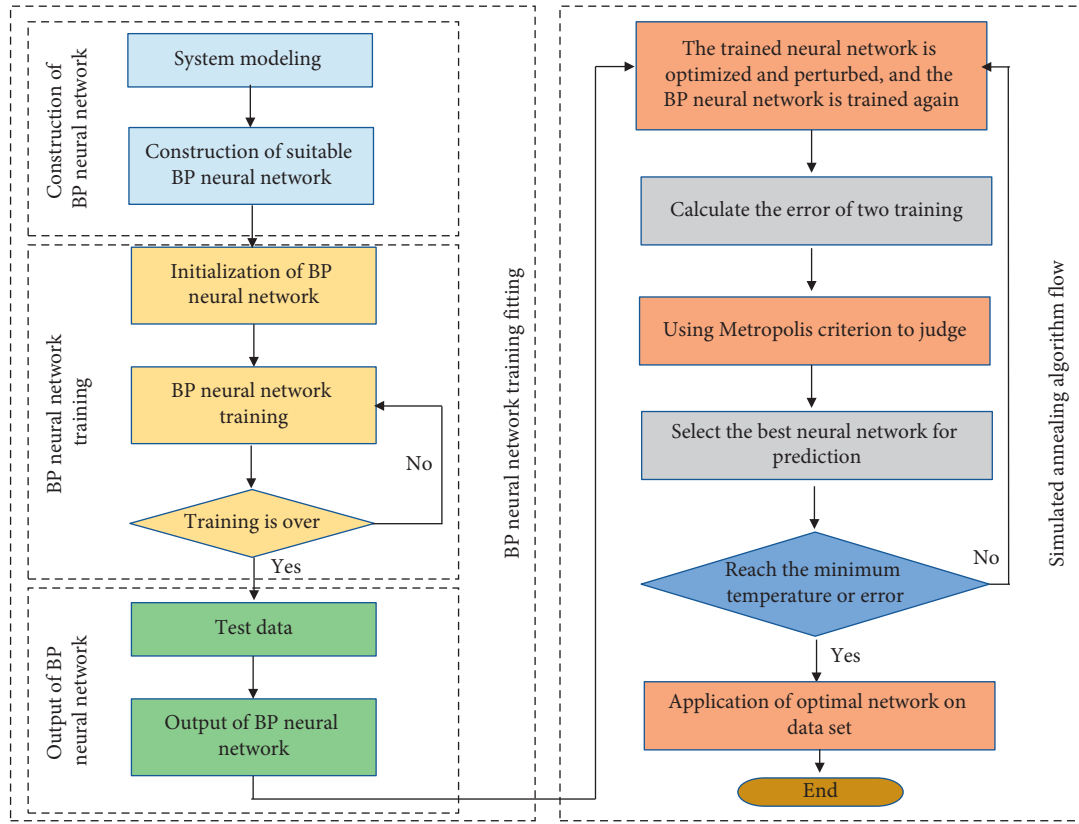 Construction of
BP neural network
System modeling
Construction of suitable
BP neural network
BP neural network
training
Initialization of BP
neural network
BP neural network
training
No
Training is over
Yes
Output of BP
neural network
Test data
Output of BP neural
network
BP neural network training fitting
The trained neural network is
optimized and perturbed, and the
BP neural network is trained again
Calculate the error of two training
Using Metropolis criterion to judge
Select the best neural network for
prediction
No
Reach the minimum
temperature or error
Yes
Application of optimal network on
data set
End
Simulated annealing algorithm flow